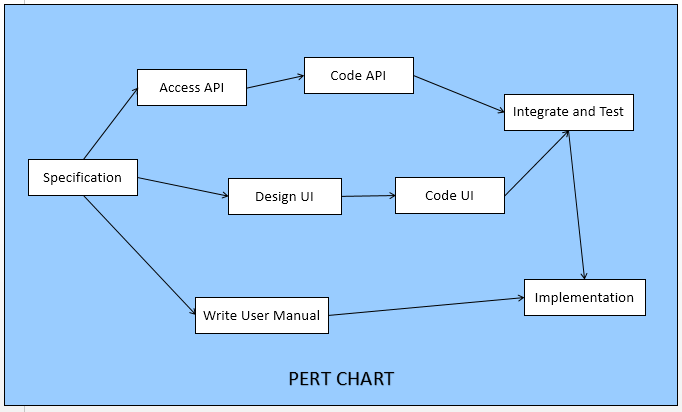 Code API
Access API
Integrate and Test
Specification
Design UI
Code UI
Implementation
Write User Manual
PERT CHART